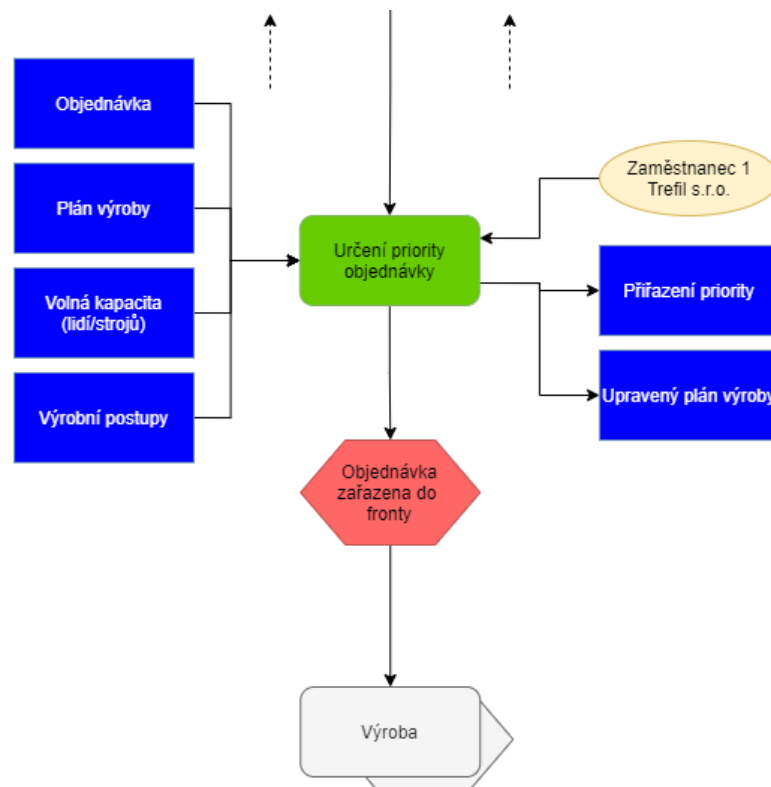 Objednávka
Plán výroby
Volná kapacita
(lidí/strojů)
Výrobní postupy
Určení priority
objednávky
Zaměstnanec 1
Trefil s.r.o.
Přiřazení priority
Upravený plán výroby
Objednávka
zařazena do
fronty
Výroba